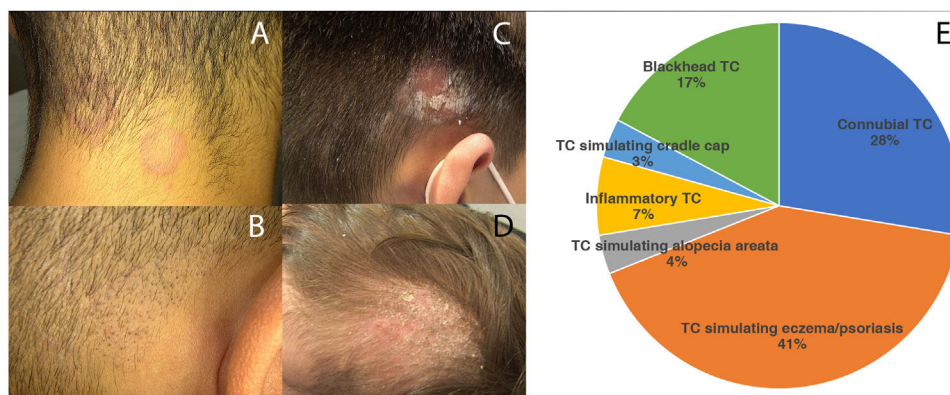 A
C
B
D
E
Blackhead TC
17%
Connubial TC
28%
TC simulating cradle cap
3%
Inflammatory TC
7%
TC simulating alopecia areata
4%
TC simulating eczema/psoriasis
41%